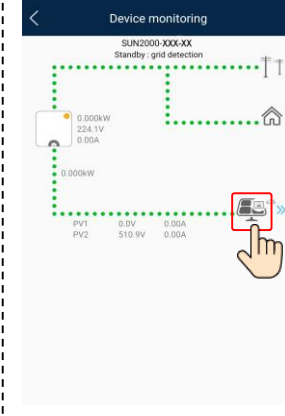 Device monitoring
SUN2000-XXX-XX
Standby : grid detection
0.000kW
224.1V
0.00A
0.000kW
PV1 0.0V 0.00A
PV2 510.9V 0.00A